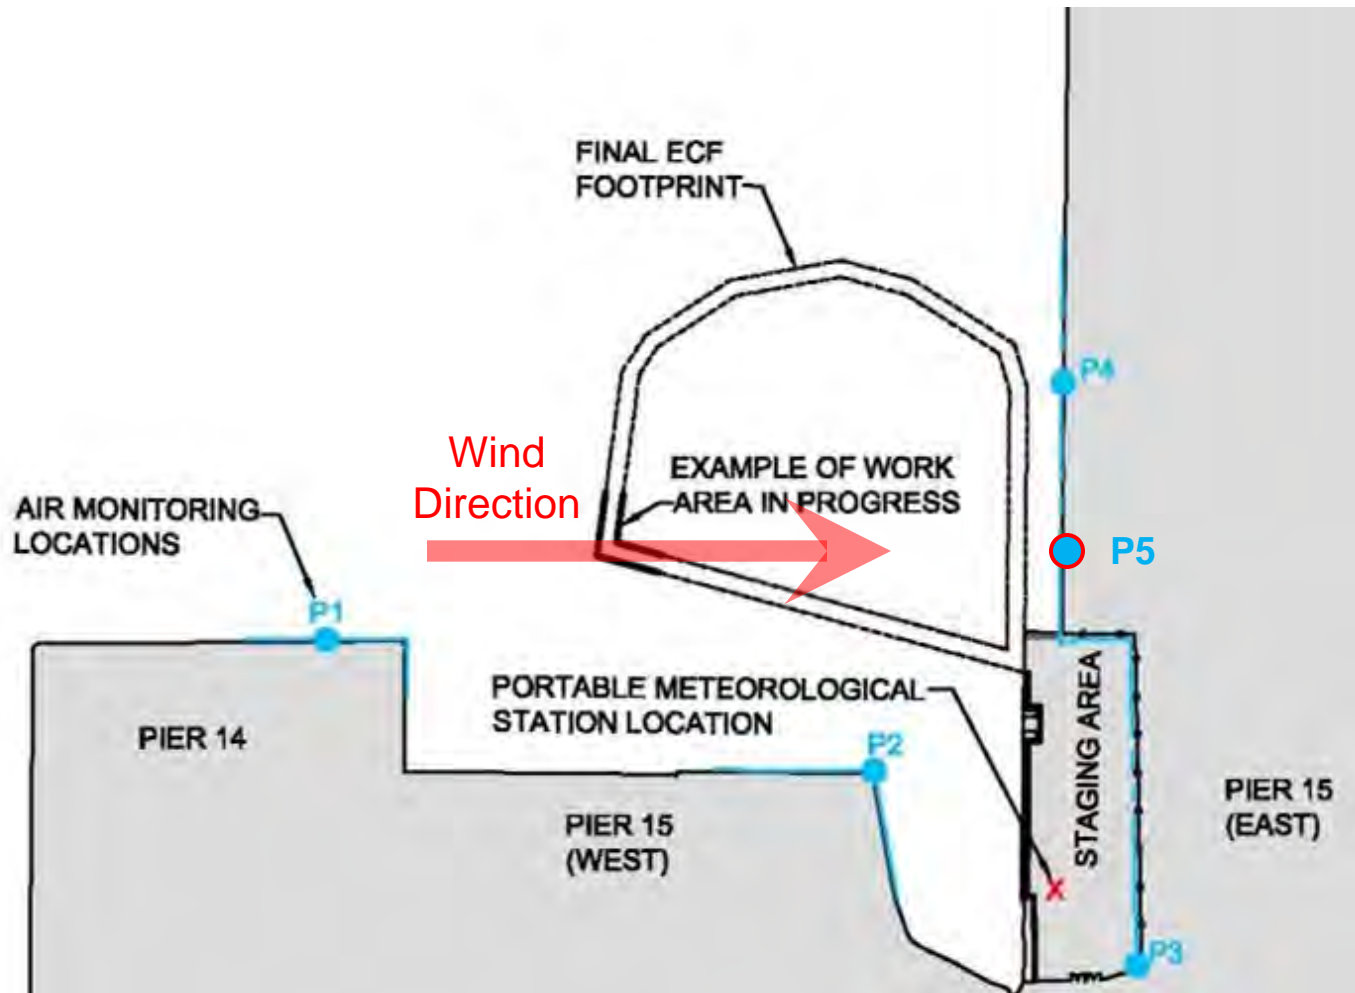 FINAL ECF
FOOTPRINT
P4
Wind
Direction
EXAMPLE OF WORK
AREA IN PROGRESS
AIR MONITORING
LOCATIONS
P5
P1
PORTABLE METEOROLOGICAL
STATION LOCATION
STAGING AREA
PIER 14
P2
PIER 15
(EAST)
PIER 15
(WEST)
X
P3